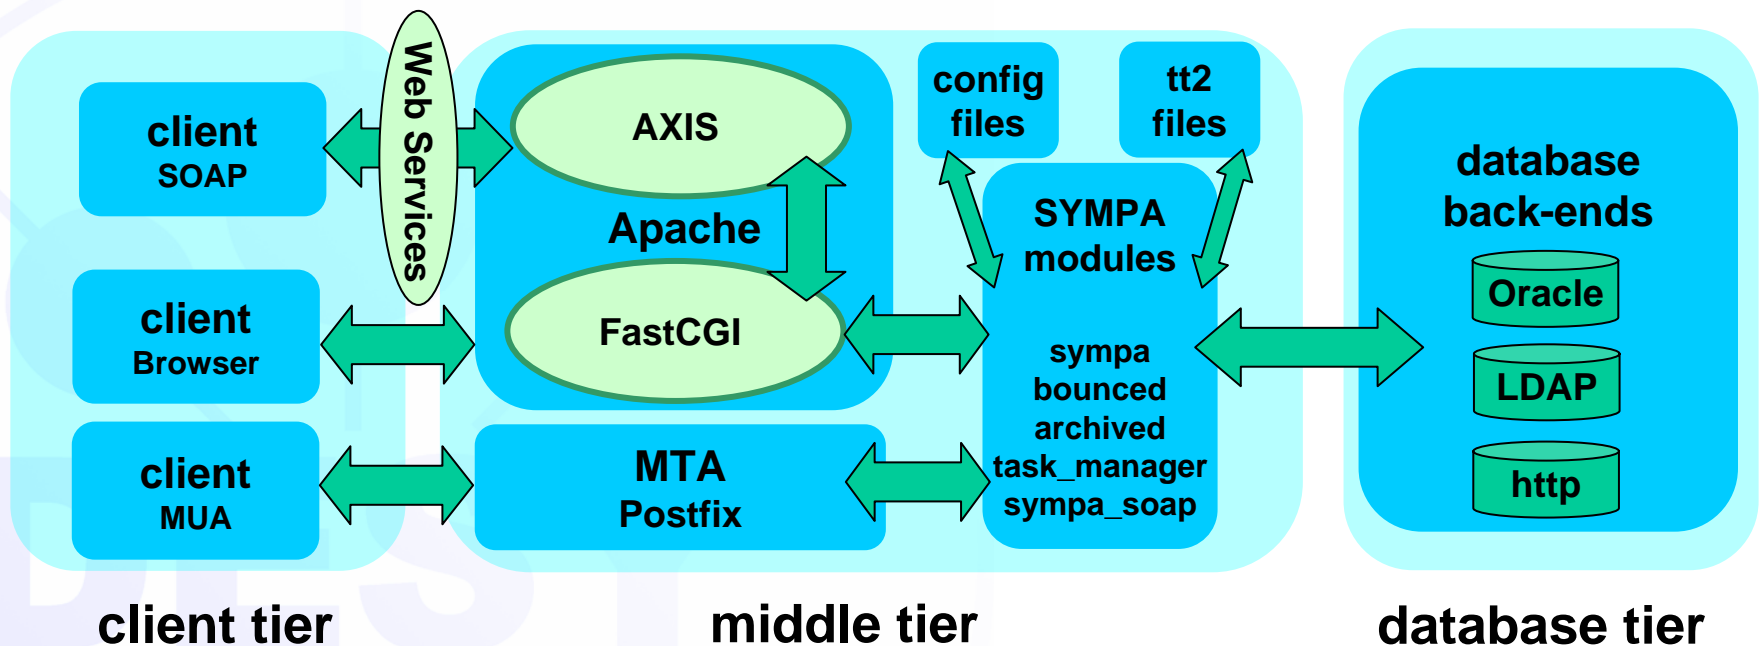 Web Services
client
SOAP
client
Browser
client
MUA
AXIS
Apache
FastCGI
MTA
Postfix
config
files
tt2
files
SYMPA
modules
sympa
bounced
archived
task_manager
sympa_soap
database
back-ends
Oracle
LDAP
http
client tier
middle tier
database tier
DESY